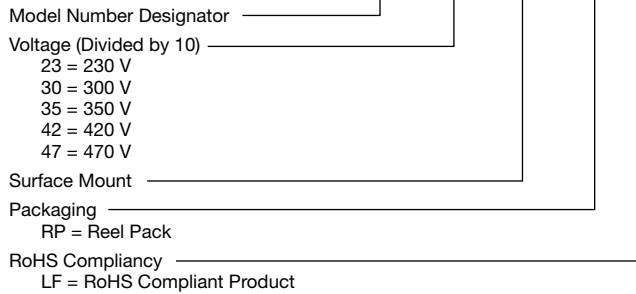 Model Number Designator
Voltage (Divided by 10)
23 = 230 V
30 = 300 V
35 = 350 V
42 = 420 V
47 = 470 V
Surface Mount
Packaging
RP = Reel Pack
RoHS Compliancy
LF = RoHS Compliant Product